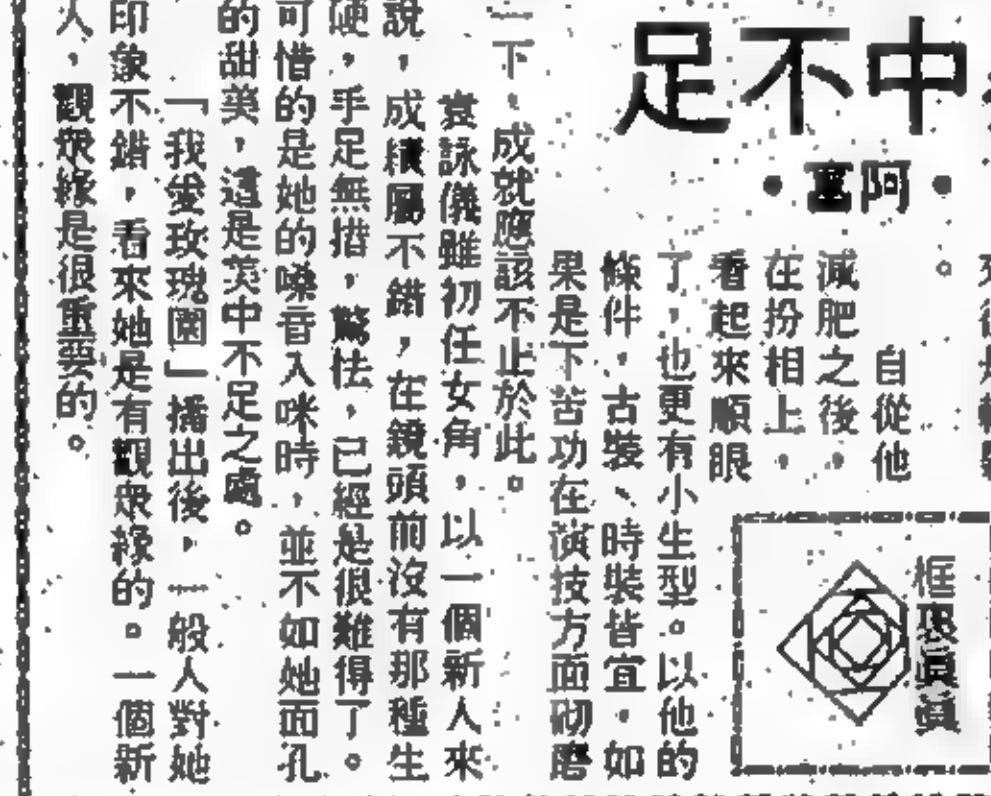 中不足
•阿富•
。
自從他
減肥之後，
在扮相上，
看起來順眼
了，也更有小生型。以他的
條件，古裝、時裝皆宜，如
果是下苦功在演技方面砌磨
一下，成就應該不止於此。
袁詠儀雖初任女角，以一個新人來
說，成績屬不錯，在鏡頭前沒有那種生
硬，手足無措，驚怯，已經是很難得了。
可惜的是她的嗓音入咪時，並不如她面孔
的甜美，這是美中不足之處。
「我愛玫瑰園」播出後，一般人對她
印象不錯，看來她是有觀眾緣的。一個新
人，觀眾緣是很重要的。
框裏眞眞